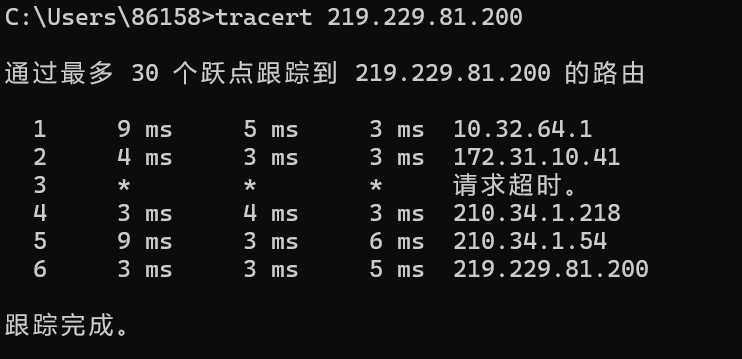 C:\Users\86158>tracert 219.229.81.200
通过最多 30 个跃点跟踪到 219.229.81.200 的路由
1 9 ms 5 ms 3 ms 10.32.64.1
2 4 ms 3 ms 3 ms 172.31.10.41
3 * * * 请求超时。
4 3 ms 4 ms 3 ms 210.34.1.218
5 9 ms 3 ms 6 ms 210.34.1.54
6 3 ms 3 ms 5 ms 219.229.81.200
跟踪完成。